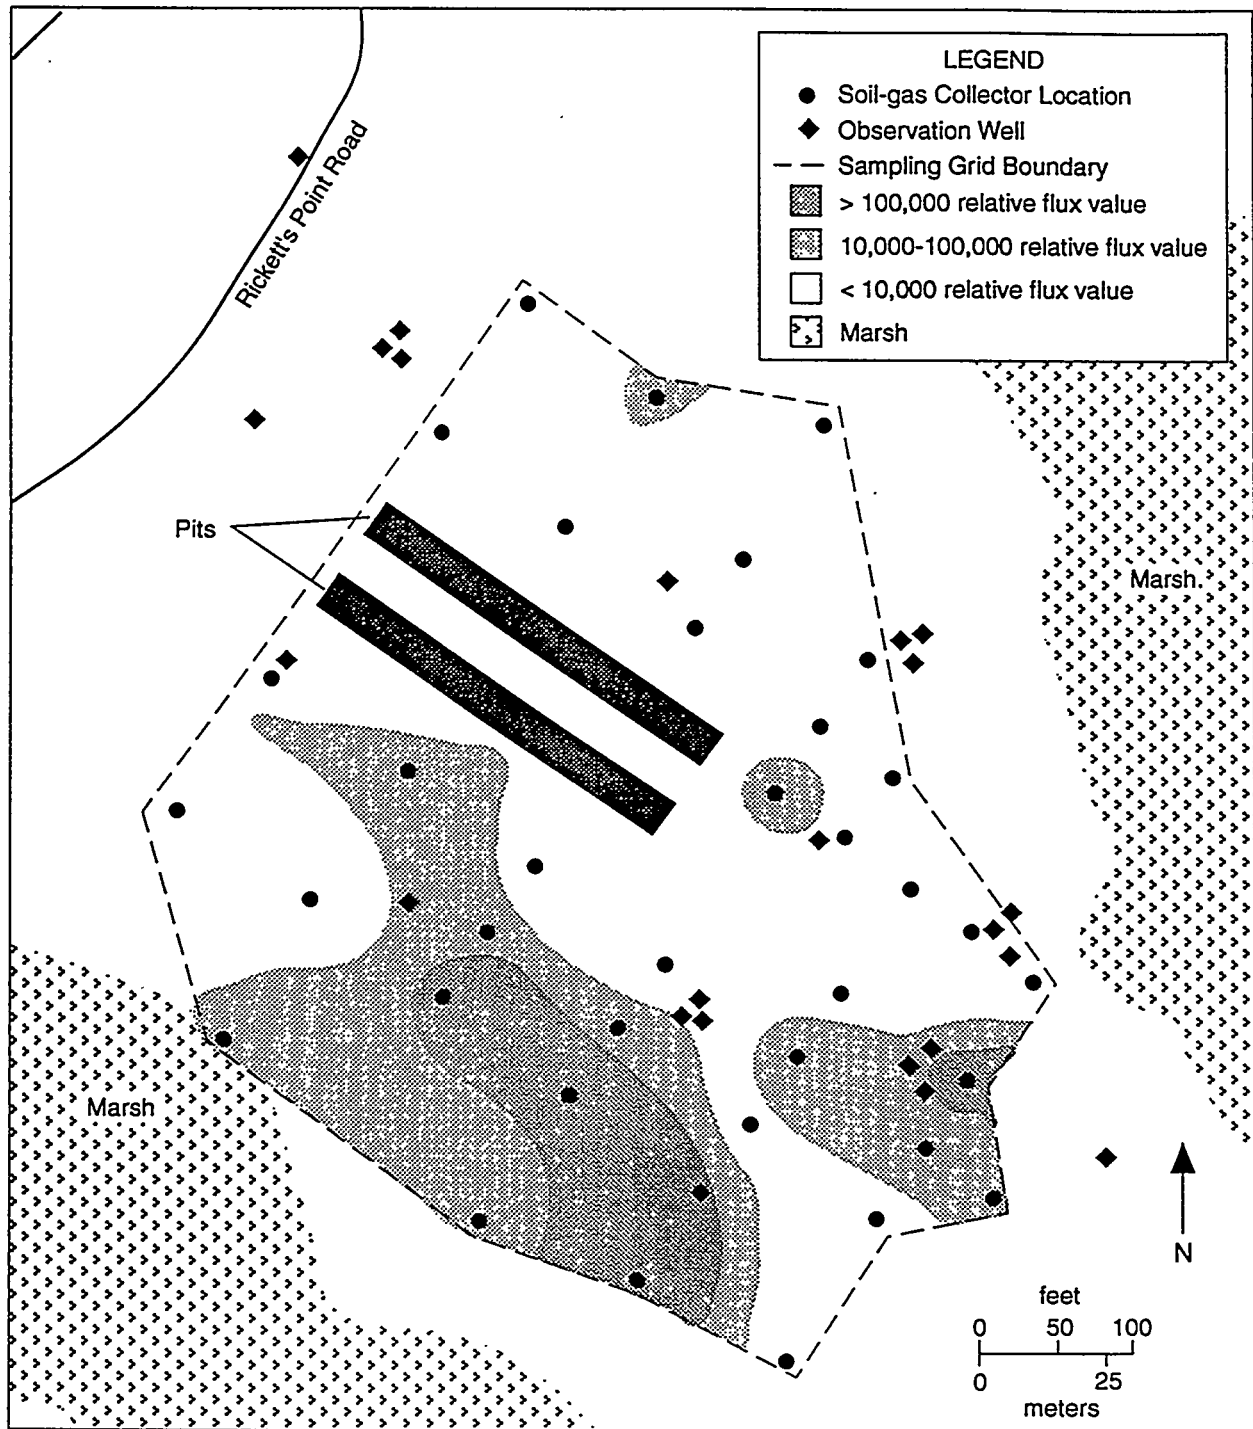 LEGEND
Soil-gas Collector Location
Observation Well
Sampling Grid Boundary
> 100,000 relative flux value
10,000-100,000 relative flux value
< 10,000 relative flux value
Marsh
Rickett's Point Road
Pits
Marsh
Marsh
N
feet
0 50 100
0 25
meters